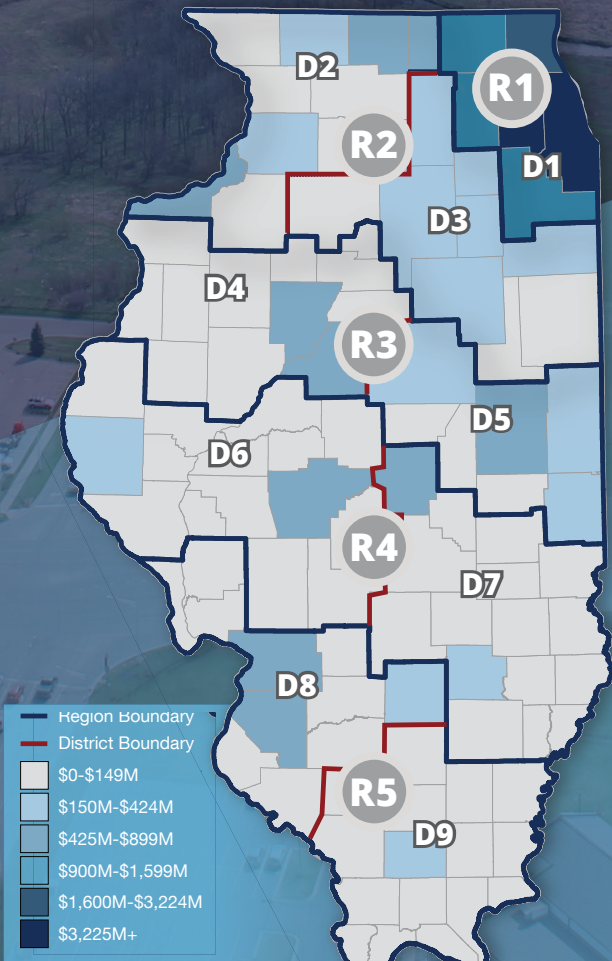 R1
D2
R2
D1
D3
D4
R3
D5
D6
R4
D7
D8
R5
D9
Region Boundary
District Boundary
$0-$149M
$150M-$424M
$425M-$899M
$900M-$1,599M
$1,600M-$3,224M
$3,225M+